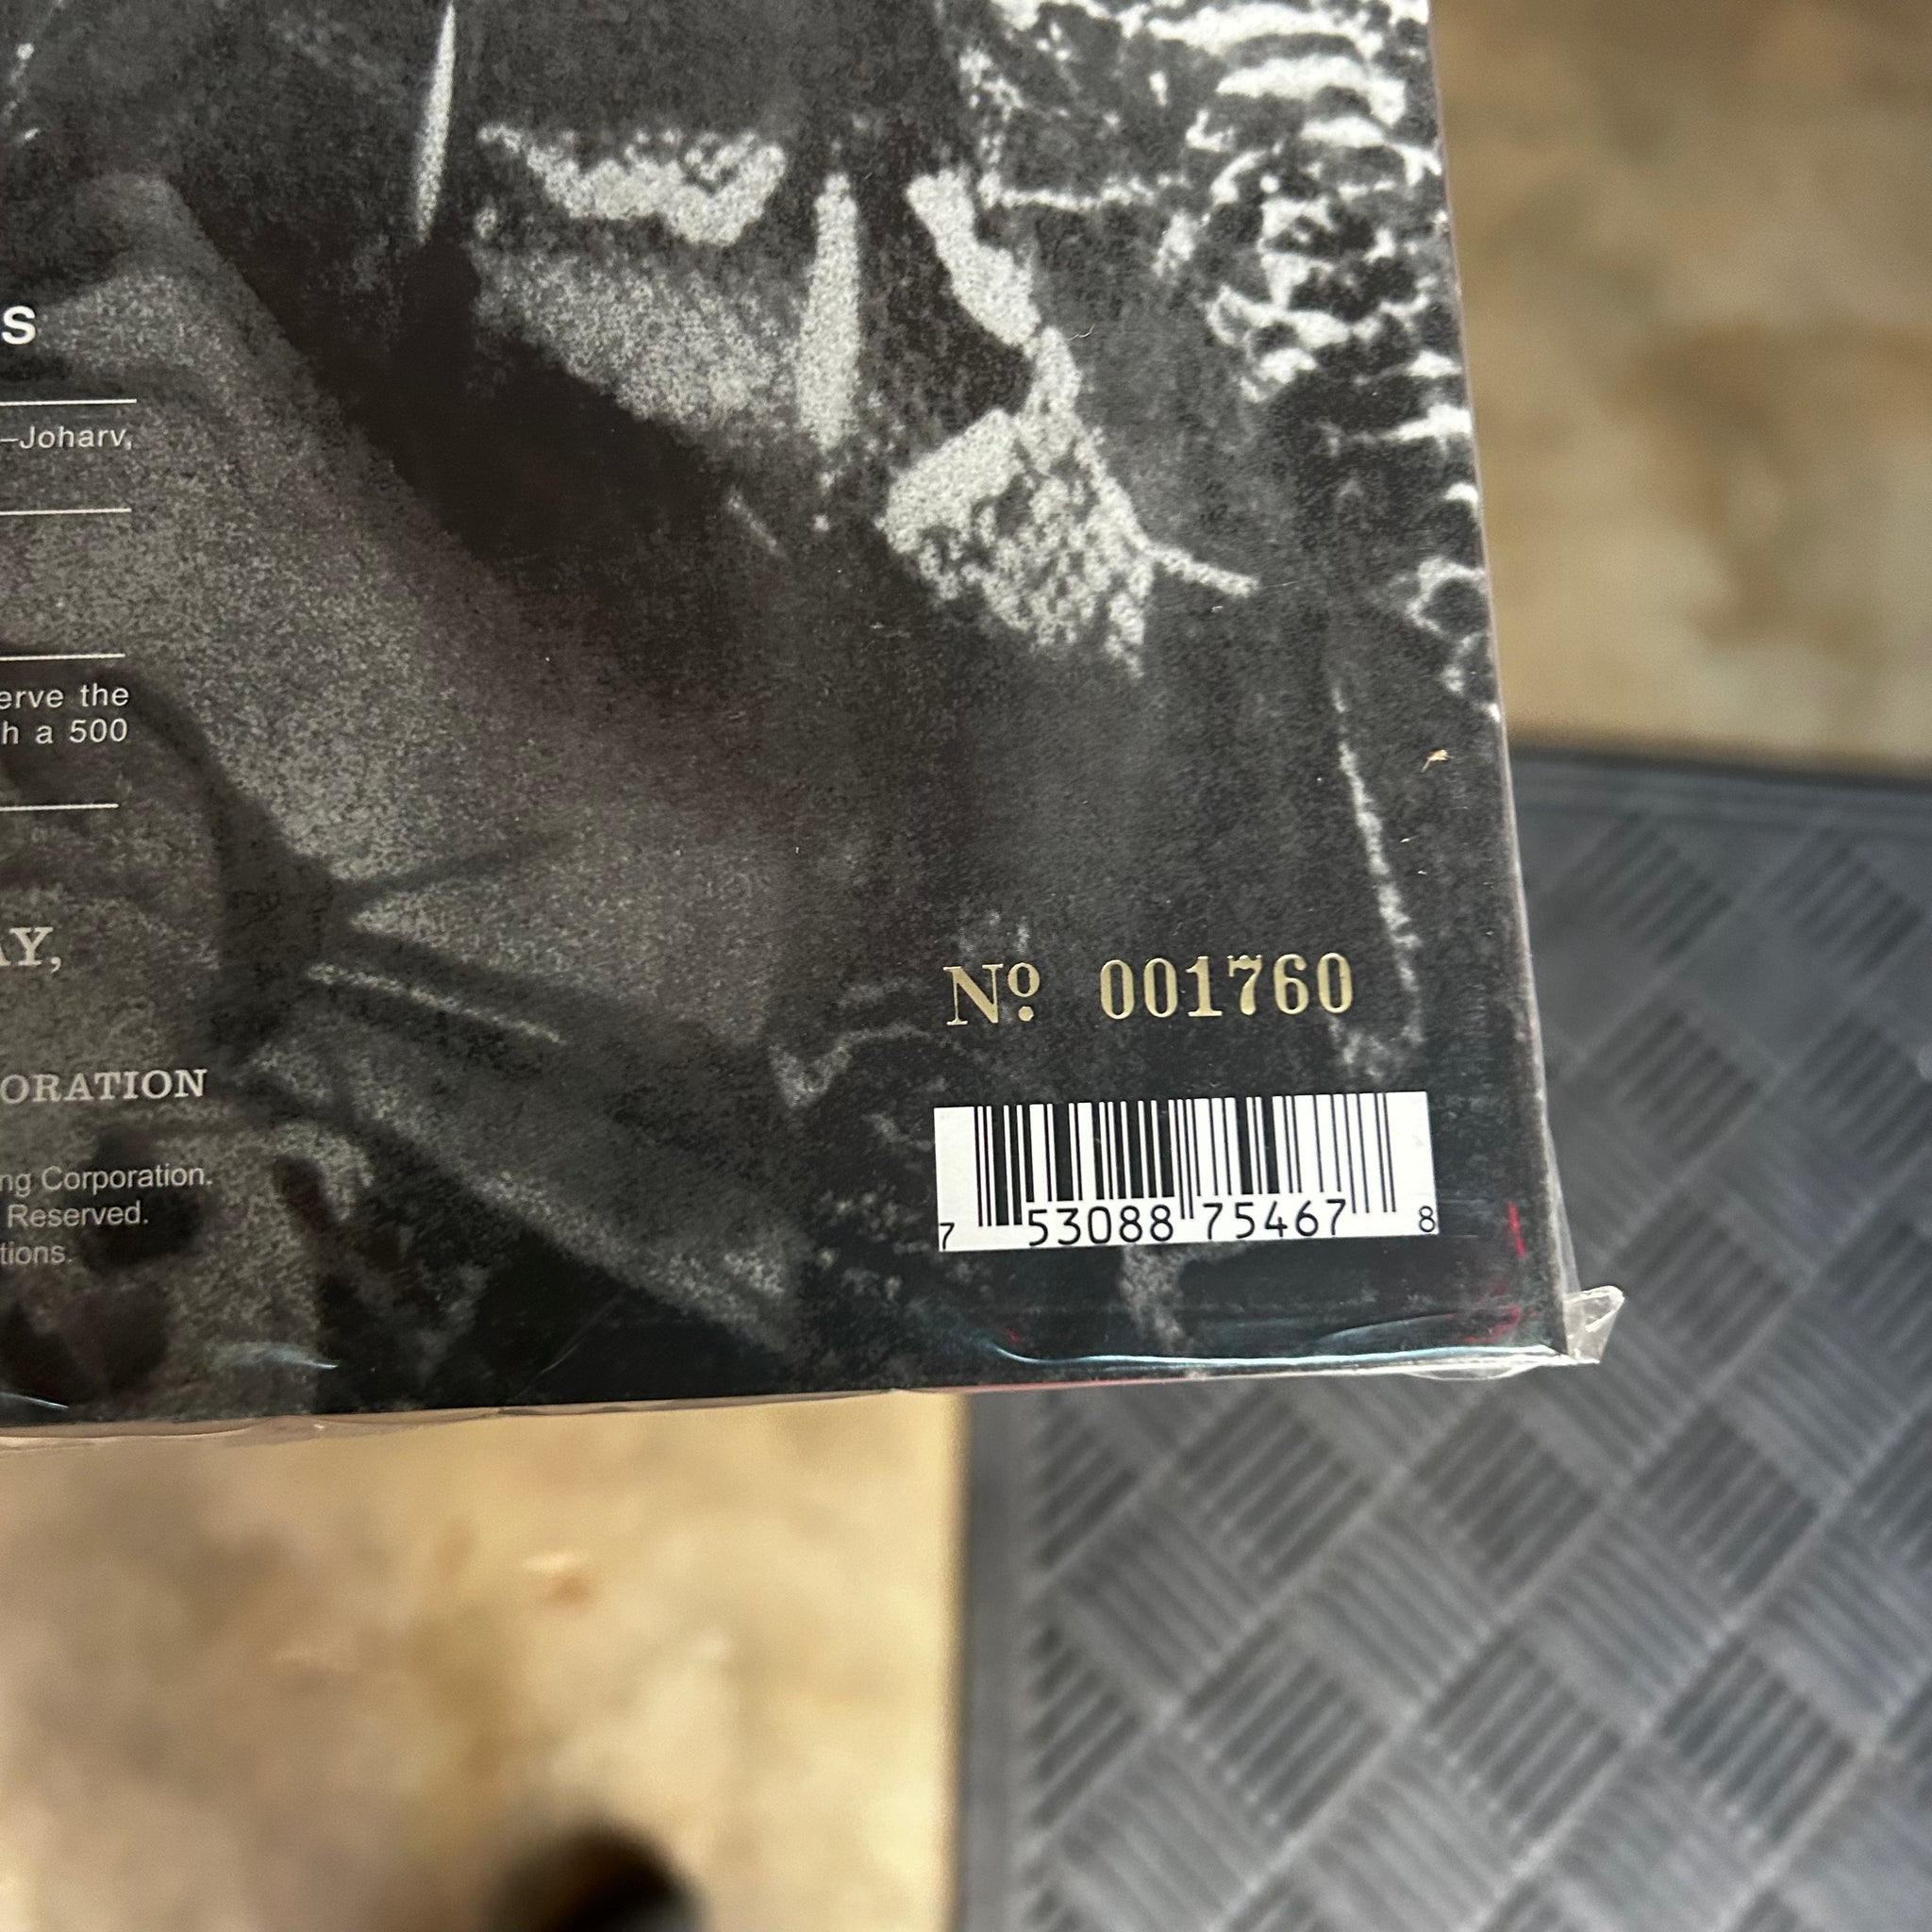 S
–Joharv,
erve the
h a 500
AY,
Nº 001760
ORATION
ng Corporation.
Reserved.
tions.
7 53088 75467 8